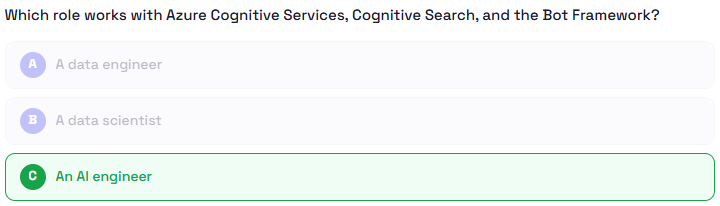 Which role works with Azure Cognitive Services, Cognitive Search, and the Bot Framework?
A A data engineer
B A data scientist
C An AI engineer